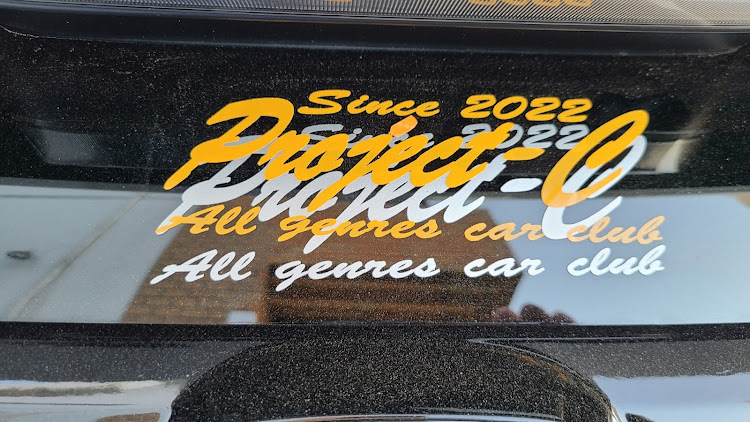 Since 2022
Since 2022
Project-C
Project-C
All genres car club
All genres car club